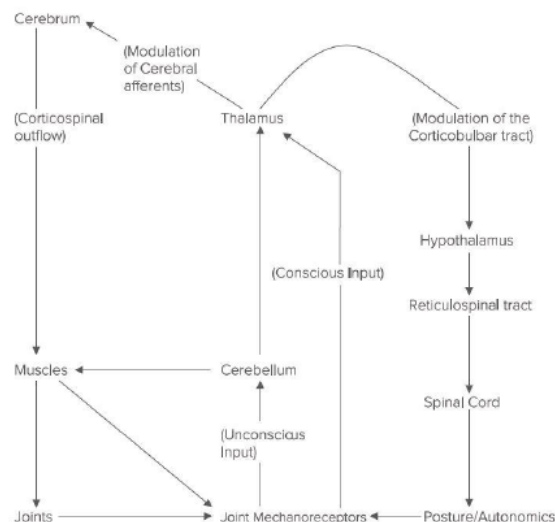 Cerebrum
(Modulation
of Cerebral
afferents)
(Corticospinal
outflow)
Thalamus
(Modulation of the
Corticobulbar tract)
Hypothalamus
(Conscious Input)
Reticulospinal tract
Muscles
Cerebellum
Spinal Cord
(Unconscious
Input)
Joints
Joint Mechanoreceptors
Posture/Autonomics